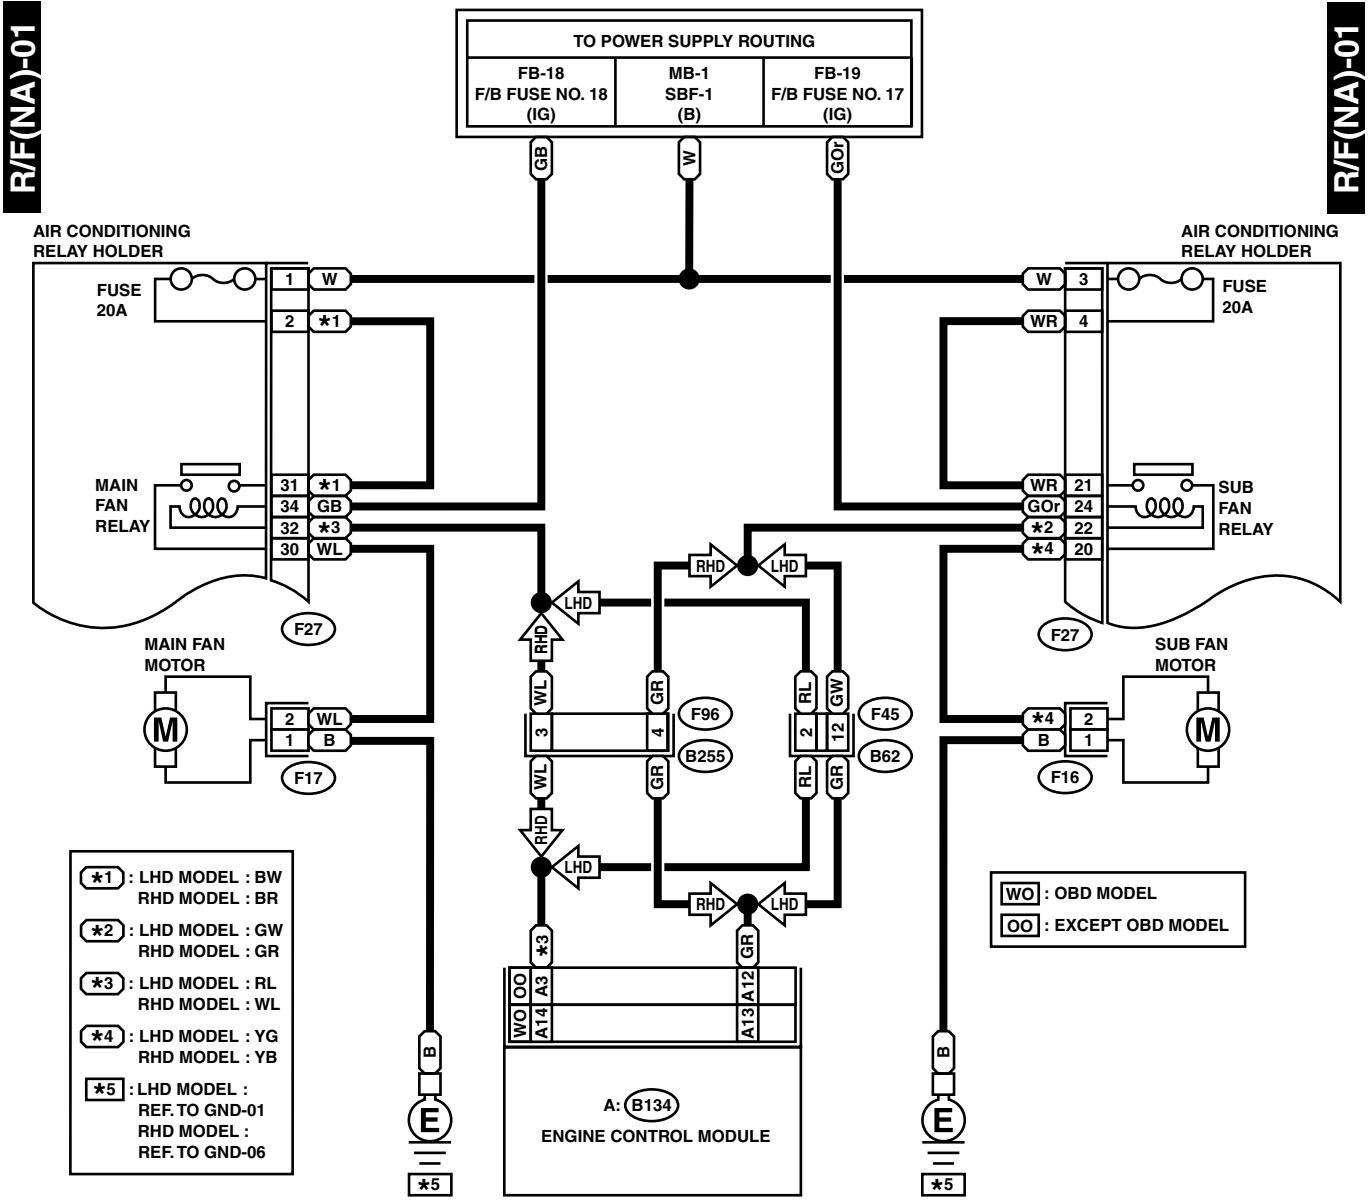 R/F(NA)-01
R/F(NA)-01
TO POWER SUPPLY ROUTING
FB-18
F/B FUSE NO. 18
(IG)
MB-1
SBF-1
(B)
FB-19
F/B FUSE NO. 17
(IG)
GB
W
GOr
AIR CONDITIONING
RELAY HOLDER
FUSE
20A
1 W
2 *1
MAIN
FAN
RELAY
31 *1
34 GB
32 *3
30 WL
F27
AIR CONDITIONING
RELAY HOLDER
W 3
WR 4
FUSE
20A
WR 21
GOr 24
*2 22
*4 20
SUB
FAN
RELAY
F27
RHD
LHD
LHD
RHD
MAIN FAN
MOTOR
M
2 WL
1 B
F17
WL
GR
RL
GW
3
4
2
12
F96
B255
F45
B62
WL
GR
RL
GR
SUB FAN
MOTOR
M
*4 2
B 1
F16
RHD
LHD
RHD
LHD
*1 : LHD MODEL : BW
RHD MODEL : BR
*2 : LHD MODEL : GW
RHD MODEL : GR
*3 : LHD MODEL : RL
RHD MODEL : WL
*4 : LHD MODEL : YG
RHD MODEL : YB
*5 : LHD MODEL :
REF. TO GND-01
RHD MODEL :
REF. TO GND-06
WO : OBD MODEL
OO : EXCEPT OBD MODEL
*3
GR
OO A3 A12
WO A14 A13
A: B134
ENGINE CONTROL MODULE
B
E
*5
B
E
*5